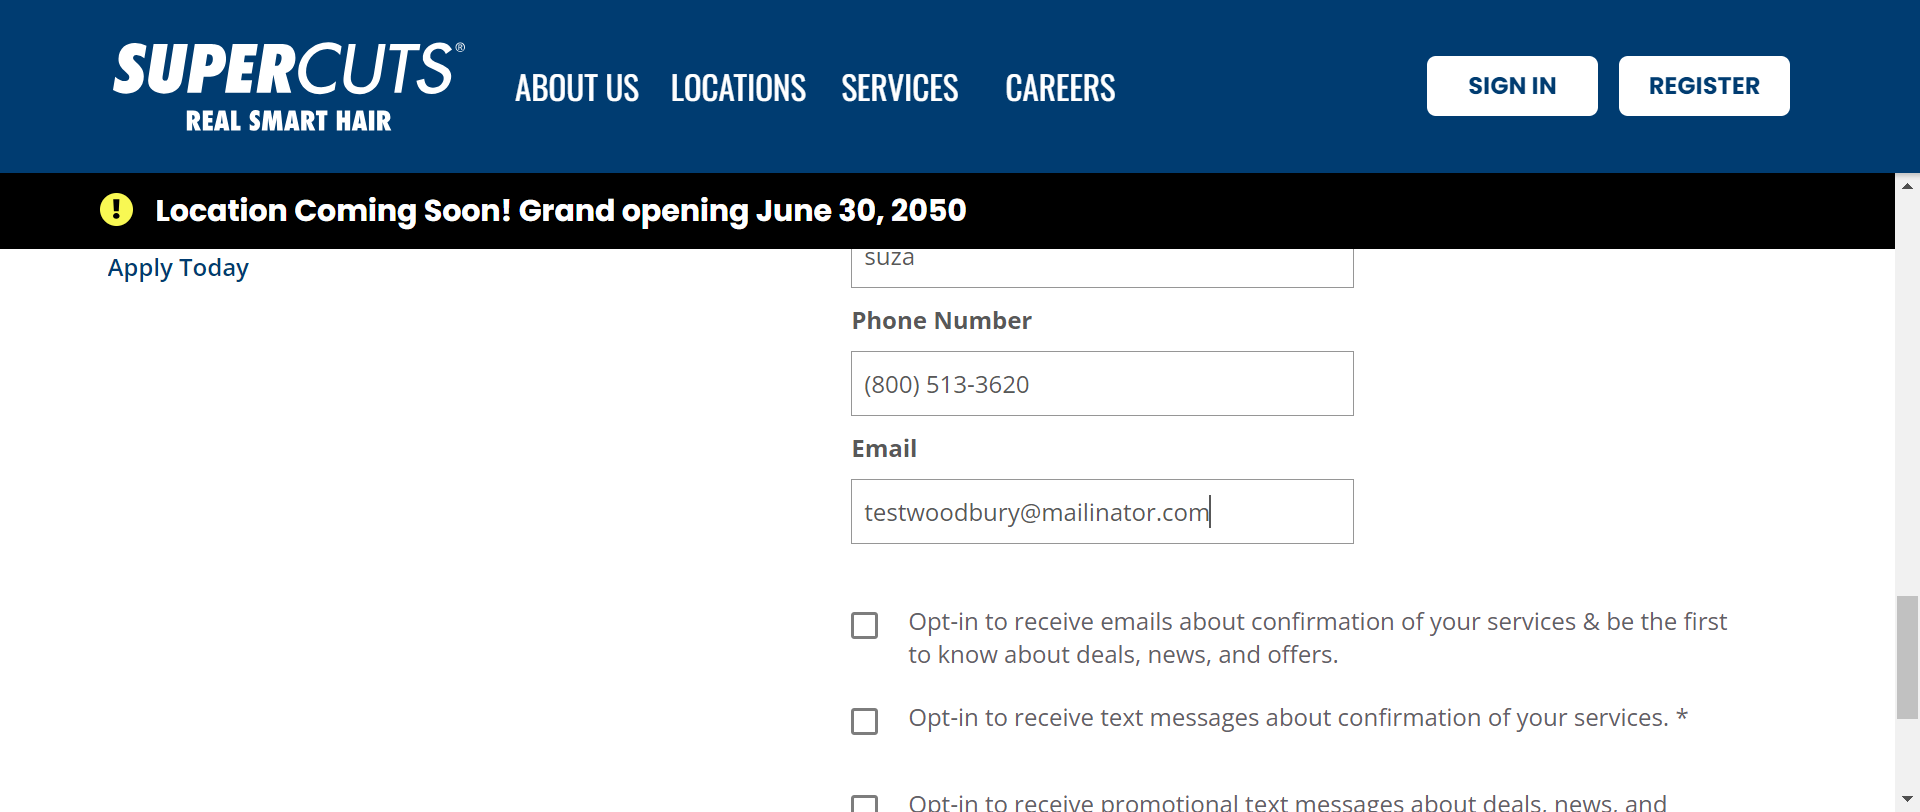 SUPERCUTS®
REAL SMART HAIR
ABOUT US LOCATIONS SERVICES CAREERS
SIGN IN REGISTER
! Location Coming Soon! Grand opening June 30, 2050
Apply Today
suza
Phone Number
(800) 513-3620
Email
testwoodbury@mailinator.com
Opt-in to receive emails about confirmation of your services & be the first
to know about deals, news, and offers.
Opt-in to receive text messages about confirmation of your services. *
Opt-in to receive promotional text messages about deals, news, and